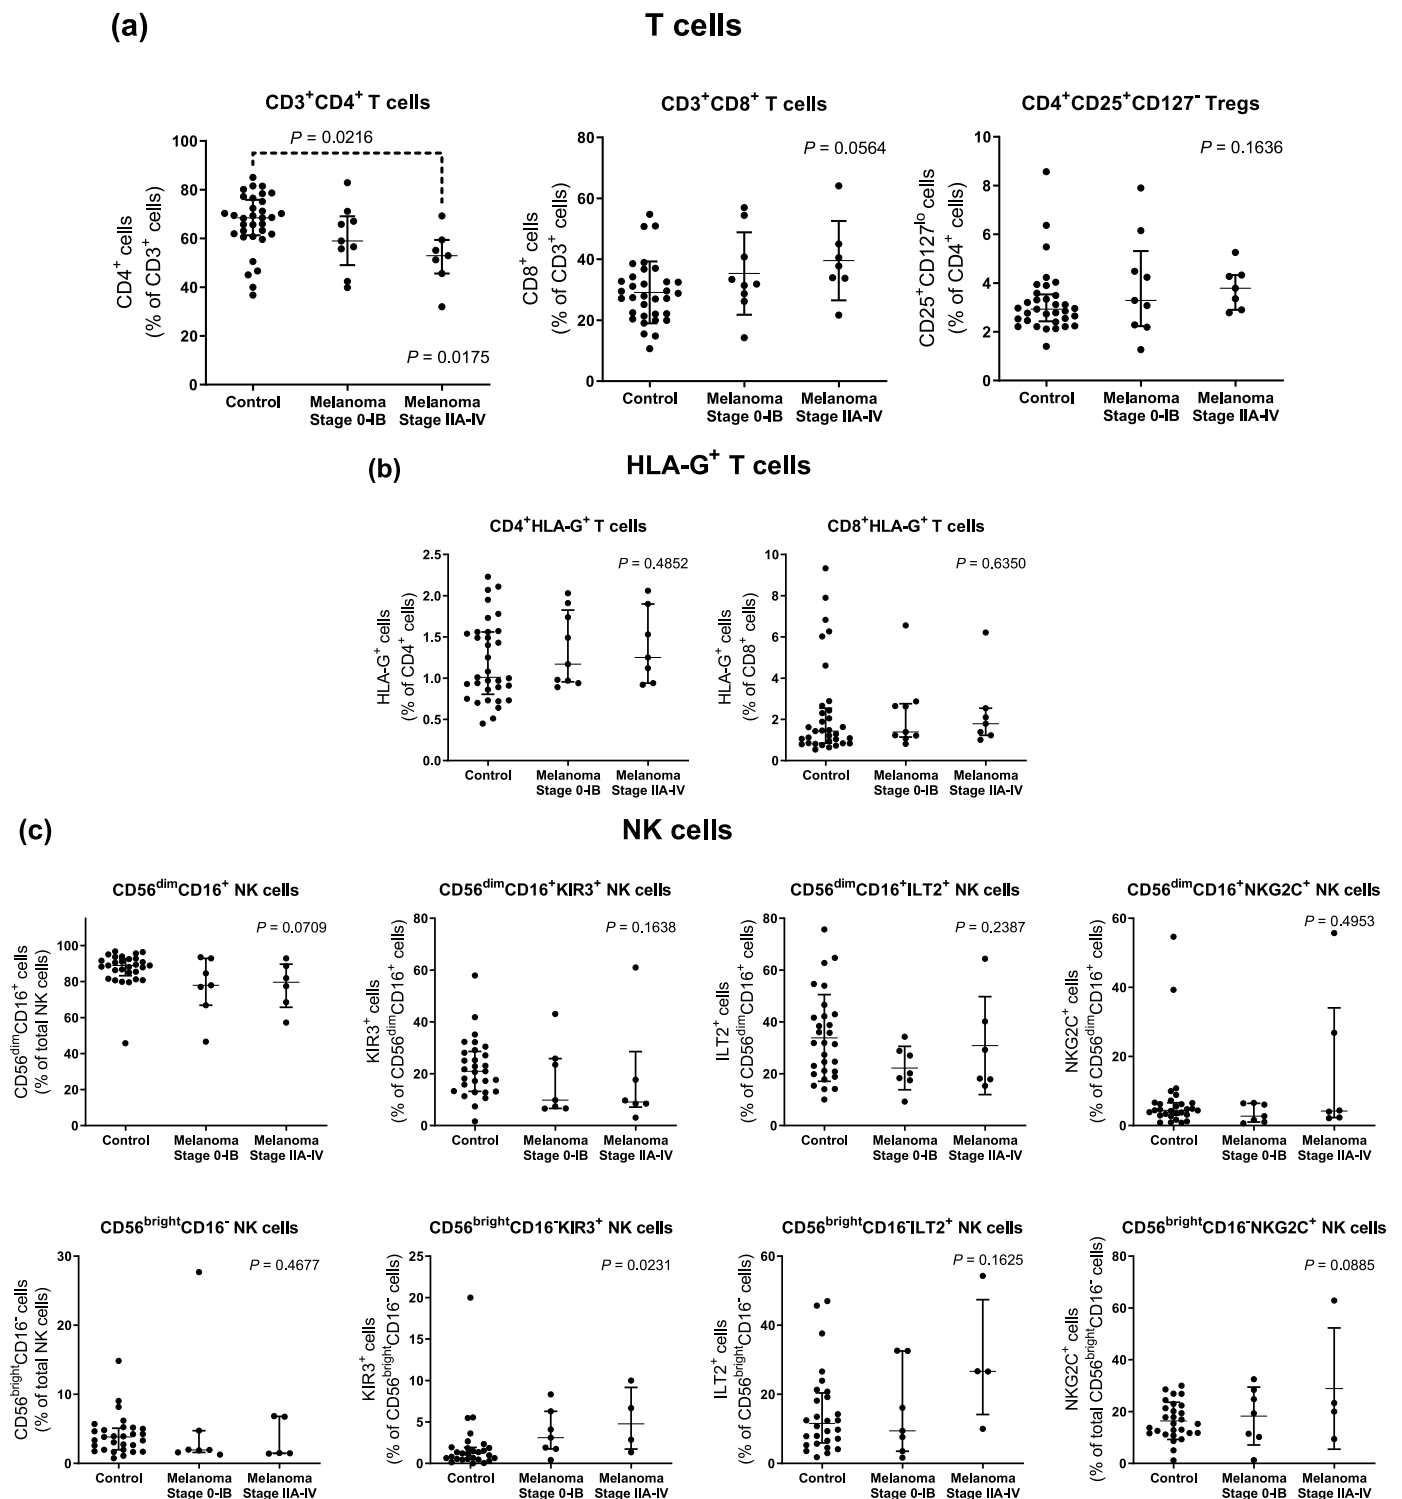 (a) T cells
CD3⁺CD4⁺ T cells
CD4⁺ cells
(% of CD3⁺ cells)
100
80
60
40
20
0
P = 0.0216
P = 0.0175
Control
Melanoma
Stage 0-IB
Melanoma
Stage IIA-IV
CD3⁺CD8⁺ T cells
CD8⁺ cells
(% of CD3⁺ cells)
80
60
40
20
0
P = 0.0564
Control
Melanoma
Stage 0-IB
Melanoma
Stage IIA-IV
CD4⁺CD25⁺CD127⁻ Tregs
CD25⁺CD127ˡᵒ cells
(% of CD4⁺ cells)
10
8
6
4
2
0
P = 0.1636
Control
Melanoma
Stage 0-IB
Melanoma
Stage IIA-IV
(b) HLA-G⁺ T cells
CD4⁺HLA-G⁺ T cells
HLA-G⁺ cells
(% of CD4⁺ cells)
2.5
2.0
1.5
1.0
0.5
0.0
P = 0.4852
Control
Melanoma
Stage 0-IB
Melanoma
Stage IIA-IV
CD8⁺HLA-G⁺ T cells
HLA-G⁺ cells
(% of CD8⁺ cells)
10
8
6
4
2
0
P = 0.6350
Control
Melanoma
Stage 0-IB
Melanoma
Stage IIA-IV
(c) NK cells
CD56ᵈⁱᵐCD16⁺ NK cells
CD56ᵈⁱᵐCD16⁺ cells
(% of total NK cells)
100
80
60
40
20
0
P = 0.0709
Control
Melanoma
Stage 0-IB
Melanoma
Stage IIA-IV
CD56ᵈⁱᵐCD16⁺KIR3⁺ NK cells
KIR3⁺ cells
(% of CD56ᵈⁱᵐCD16⁺ cells)
80
60
40
20
0
P = 0.1638
Control
Melanoma
Stage 0-IB
Melanoma
Stage IIA-IV
CD56ᵈⁱᵐCD16⁺ILT2⁺ NK cells
ILT2⁺ cells
(% of CD56ᵈⁱᵐCD16⁺ cells)
80
60
40
20
0
P = 0.2387
Control
Melanoma
Stage 0-IB
Melanoma
Stage IIA-IV
CD56ᵈⁱᵐCD16⁺NKG2C⁺ NK cells
NKG2C⁺ cells
(% of CD56ᵈⁱᵐCD16⁺ cells)
60
40
20
0
P = 0.4953
Control
Melanoma
Stage 0-IB
Melanoma
Stage IIA-IV
CD56ᵇʳⁱᵍʰᵗCD16⁻ NK cells
CD56ᵇʳⁱᵍʰᵗCD16⁻ cells
(% of total NK cells)
30
20
10
0
P = 0.4677
Control
Melanoma
Stage 0-IB
Melanoma
Stage IIA-IV
CD56ᵇʳⁱᵍʰᵗCD16⁻KIR3⁺ NK cells
KIR3⁺ cells
(% of CD56ᵇʳⁱᵍʰᵗCD16⁻ cells)
25
20
15
10
5
0
P = 0.0231
Control
Melanoma
Stage 0-IB
Melanoma
Stage IIA-IV
CD56ᵇʳⁱᵍʰᵗCD16⁻ILT2⁺ NK cells
ILT2⁺ cells
(% of CD56ᵇʳⁱᵍʰᵗCD16⁻ cells)
60
40
20
0
P = 0.1625
Control
Melanoma
Stage 0-IB
Melanoma
Stage IIA-IV
CD56ᵇʳⁱᵍʰᵗCD16⁻NKG2C⁺ NK cells
NKG2C⁺ cells
(% of total CD56ᵇʳⁱᵍʰᵗCD16⁻ cells)
80
60
40
20
0
P = 0.0885
Control
Melanoma
Stage 0-IB
Melanoma
Stage IIA-IV